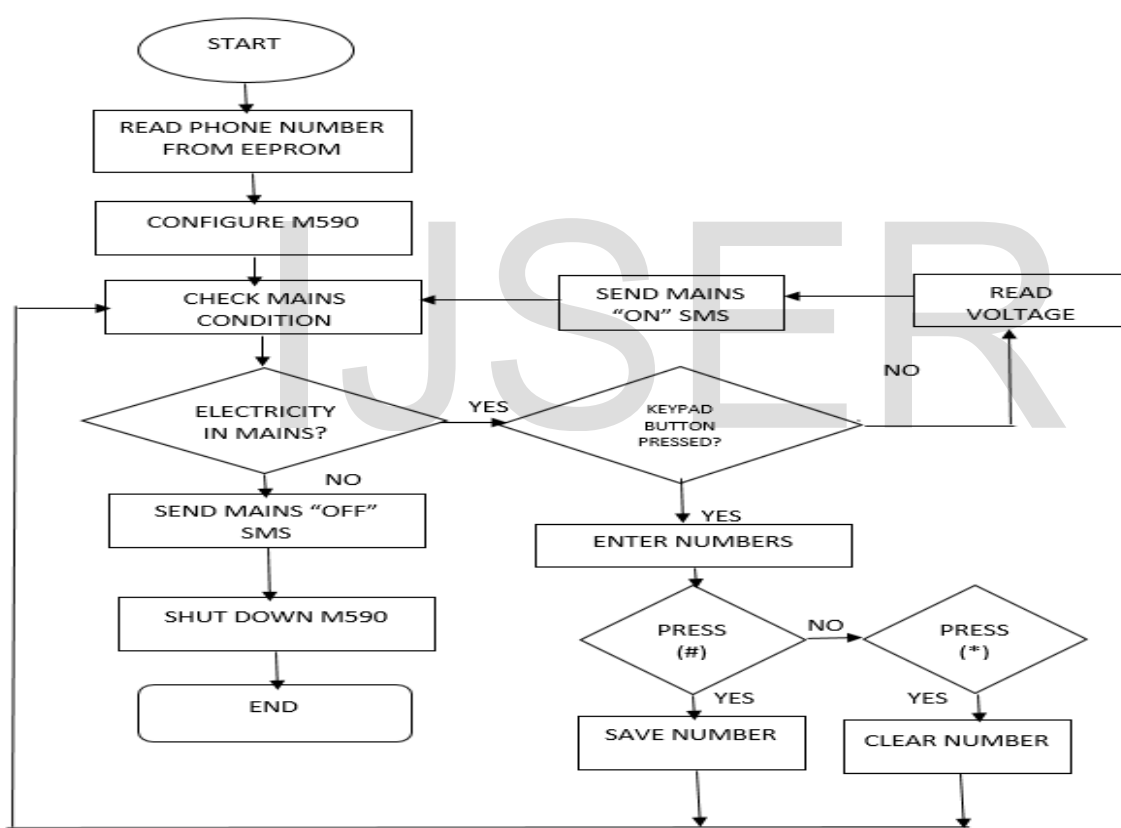 START
READ PHONE NUMBER
FROM EEPROM
CONFIGURE M590
CHECK MAINS
CONDITION
SEND MAINS
“ON” SMS
READ
VOLTAGE
ELECTRICITY
IN MAINS?
YES
KEYPAD
BUTTON
PRESSED?
NO
NO
SEND MAINS “OFF”
SMS
YES
ENTER NUMBERS
SHUT DOWN M590
PRESS
(#)
NO
PRESS
(*)
END
YES
SAVE NUMBER
YES
CLEAR NUMBER
IJSER